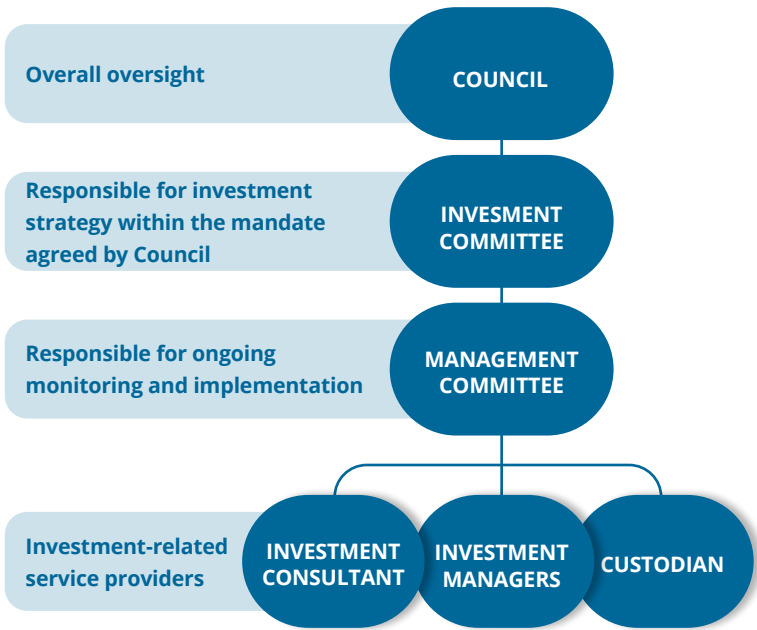 Overall oversight
COUNCIL
Responsible for investment
strategy within the mandate
agreed by Council
INVESMENT
COMMITTEE
Responsible for ongoing
monitoring and implementation
MANAGEMENT
COMMITTEE
Investment-related
service providers
INVESTMENT
CONSULTANT
INVESTMENT
MANAGERS
CUSTODIAN